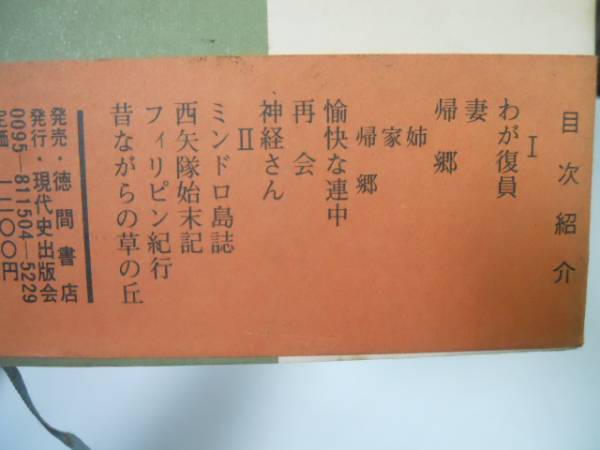 目次紹介
Ⅰ
わが復員
妻
帰郷
姉
家
帰郷
愉快な連中
再会
神経さん
Ⅱ
ミンドロ島誌
西矢隊始末記
フィリピン紀行
昔ながらの草の丘
発売・徳間書店
発行・現代史出版会
0095—811504—5229
定価 一一〇〇円